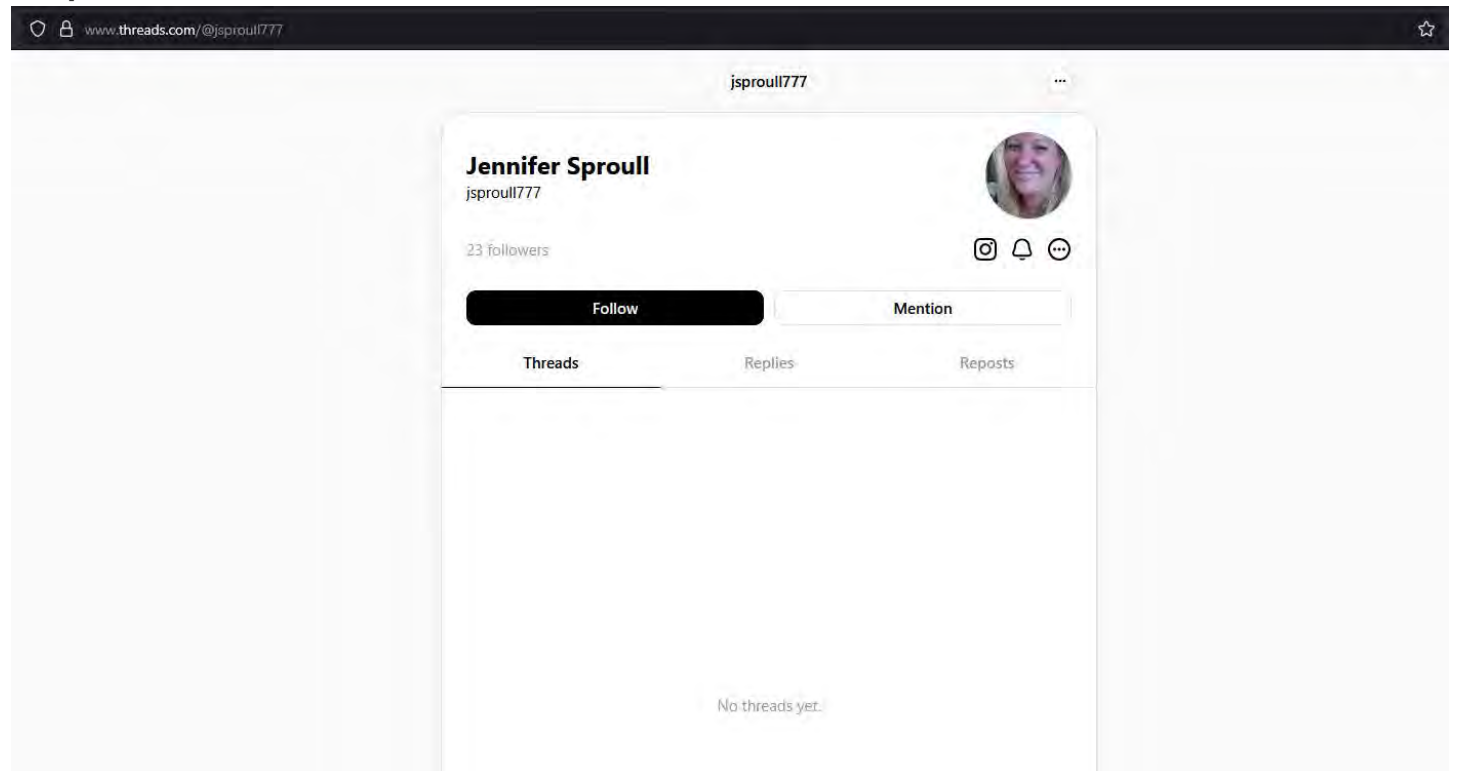 www.threads.com/@jsproull777
jsproull777
Jennifer Sproull
jsproull777
23 followers
Follow Mention
Threads Replies Reposts
No threads yet.